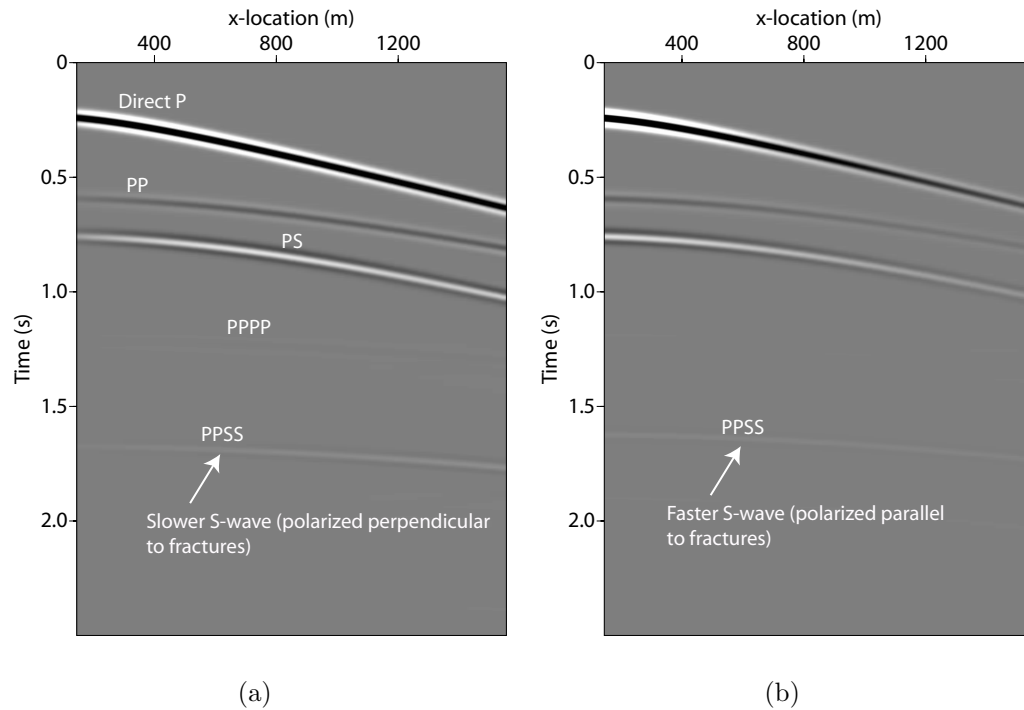 x-location (m)
400 800 1200
0
0.5
1.0
1.5
2.0
Time (s)
Direct P
PP
PS
PPPP
PPSS
Slower S-wave (polarized perpendicular
to fractures)
(a)
x-location (m)
400 800 1200
0
0.5
1.0
1.5
2.0
Time (s)
PPSS
Faster S-wave (polarized parallel
to fractures)
(b)